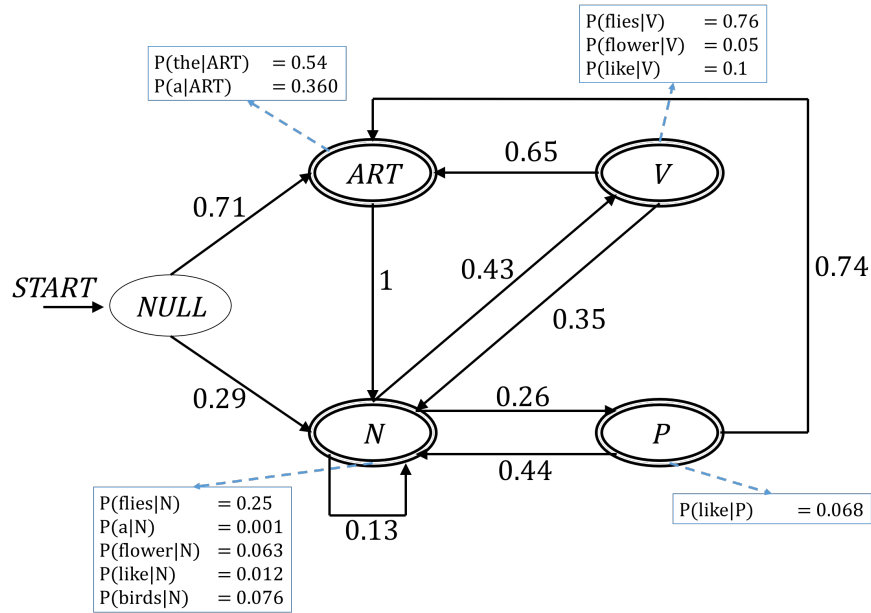 P(flies|V) = 0.76
P(flower|V) = 0.05
P(like|V) = 0.1
P(the|ART) = 0.54
P(a|ART) = 0.360
0.65
ART
V
0.71
START
NULL
1
0.43
0.35
0.74
0.29
0.26
N
P
0.44
0.13
P(flies|N) = 0.25
P(a|N) = 0.001
P(flower|N) = 0.063
P(like|N) = 0.012
P(birds|N) = 0.076
P(like|P) = 0.068